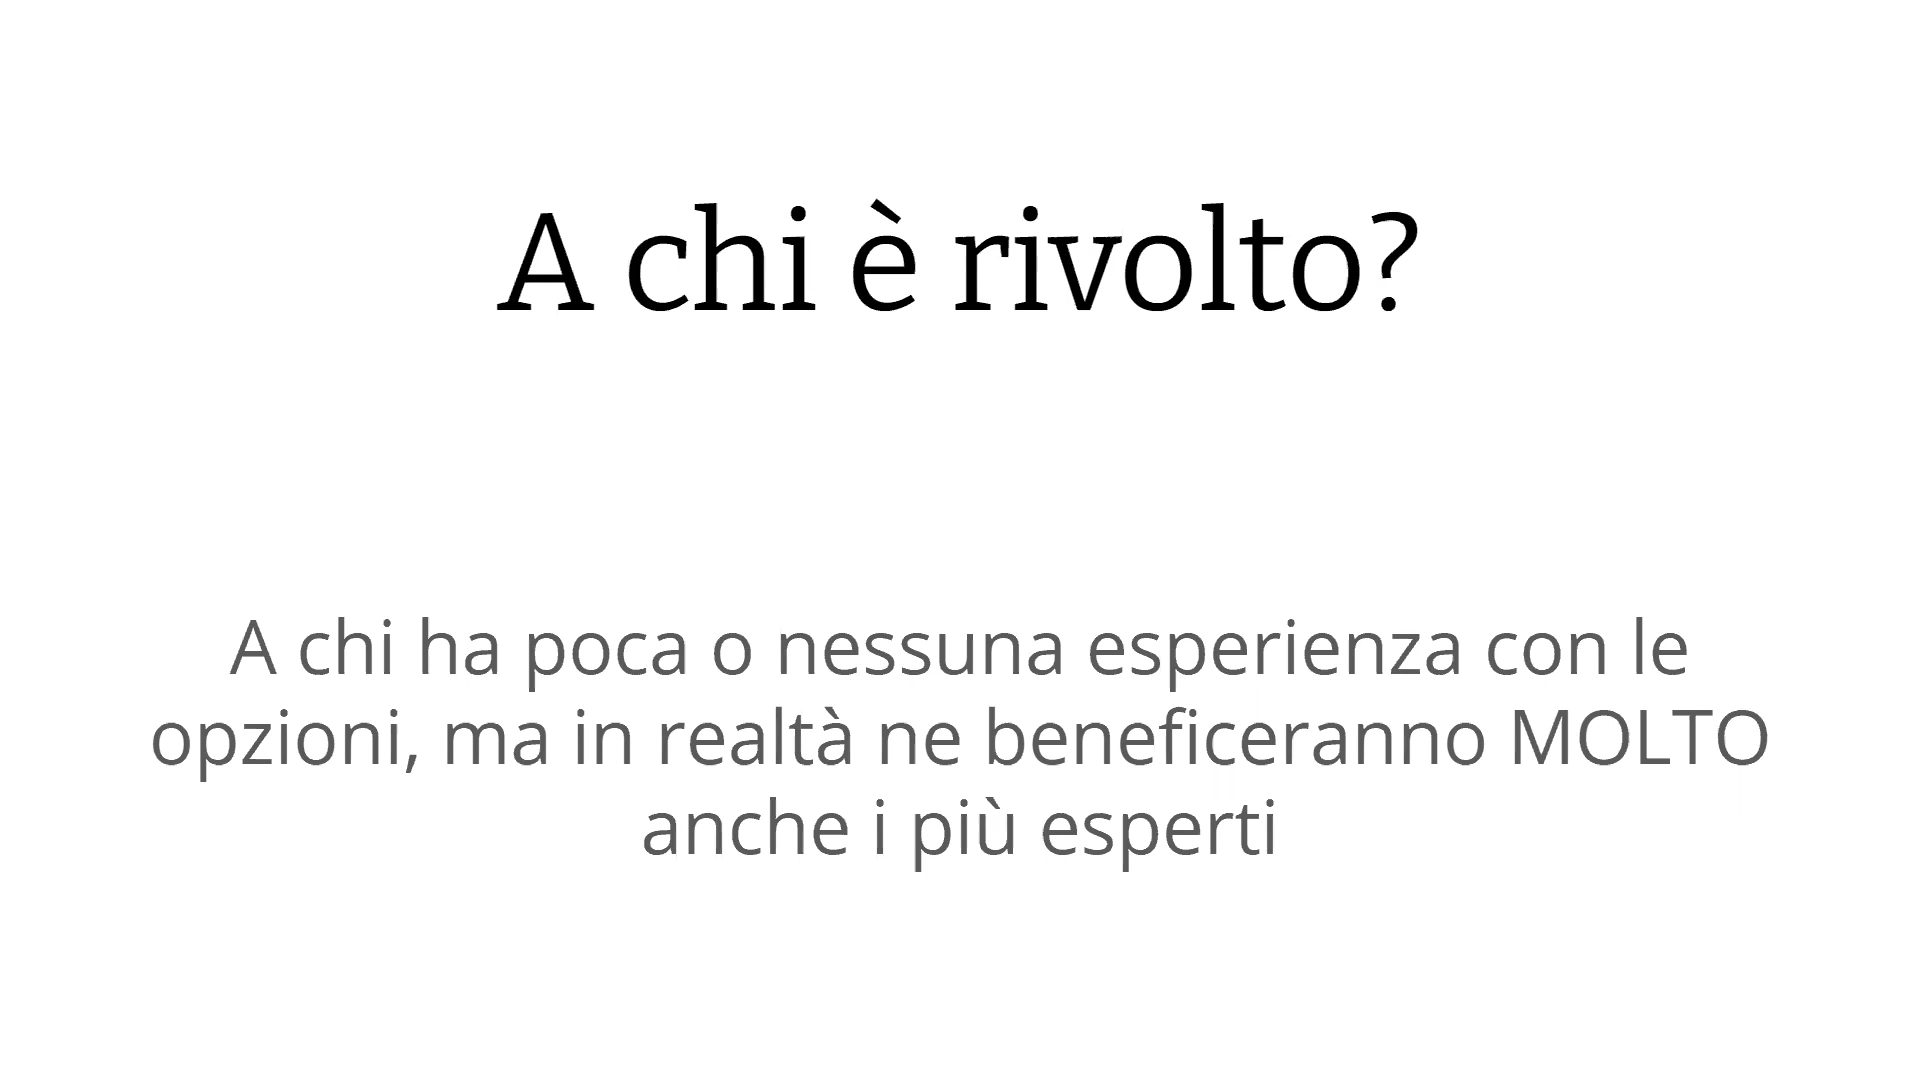 A chi è rivolto?
A chi ha poca o nessuna esperienza con le
opzioni, ma in realtà ne beneficeranno MOLTO
anche i più esperti